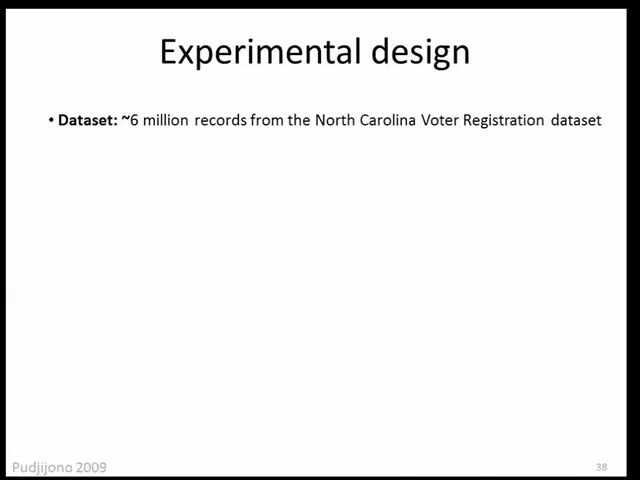 Experimental design
• Dataset: ~6 million records from the North Carolina Voter Registration dataset
Pudjijono 2009
38